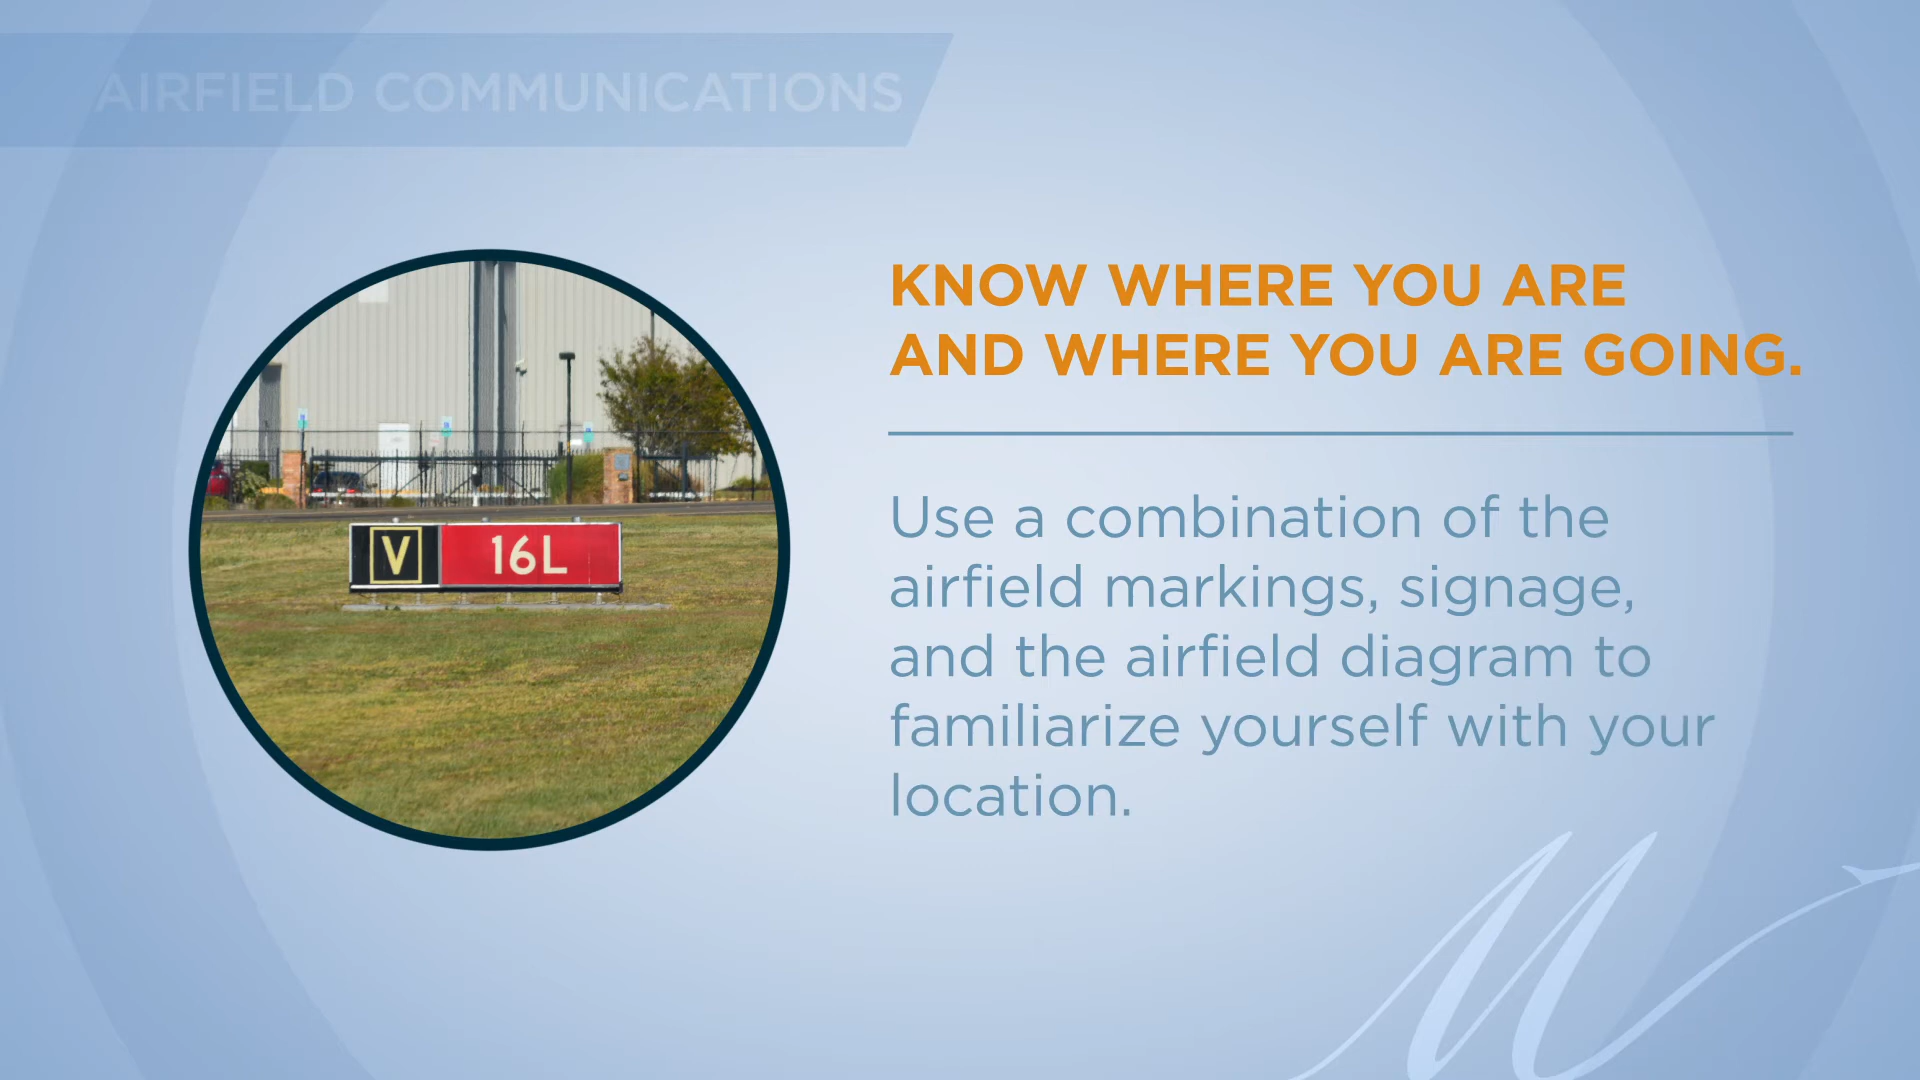 AIRFIELD COMMUNICATIONS
KNOW WHERE YOU ARE
AND WHERE YOU ARE GOING.
V 16L
Use a combination of the
airfield markings, signage,
and the airfield diagram to
familiarize yourself with your
location.
M